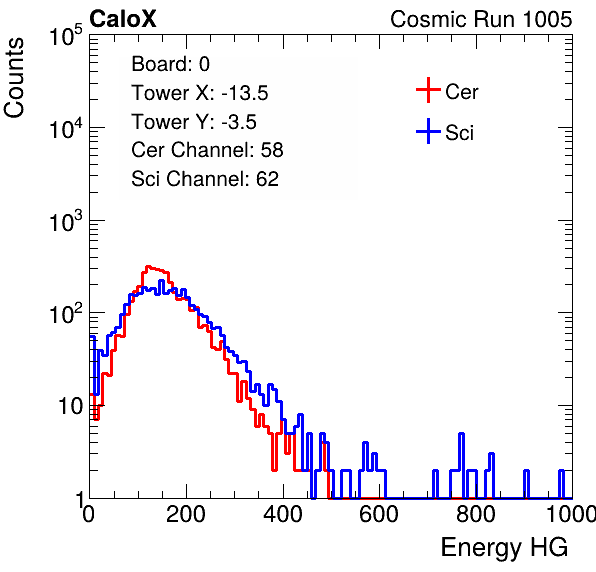 CaloX Cosmic Run 1005
Counts
Board: 0
Tower X: -13.5
Tower Y: -3.5
Cer Channel: 58
Sci Channel: 62
Cer
Sci
10^5
10^4
10^3
10^2
10
1
0 200 400 600 800 1000
Energy HG